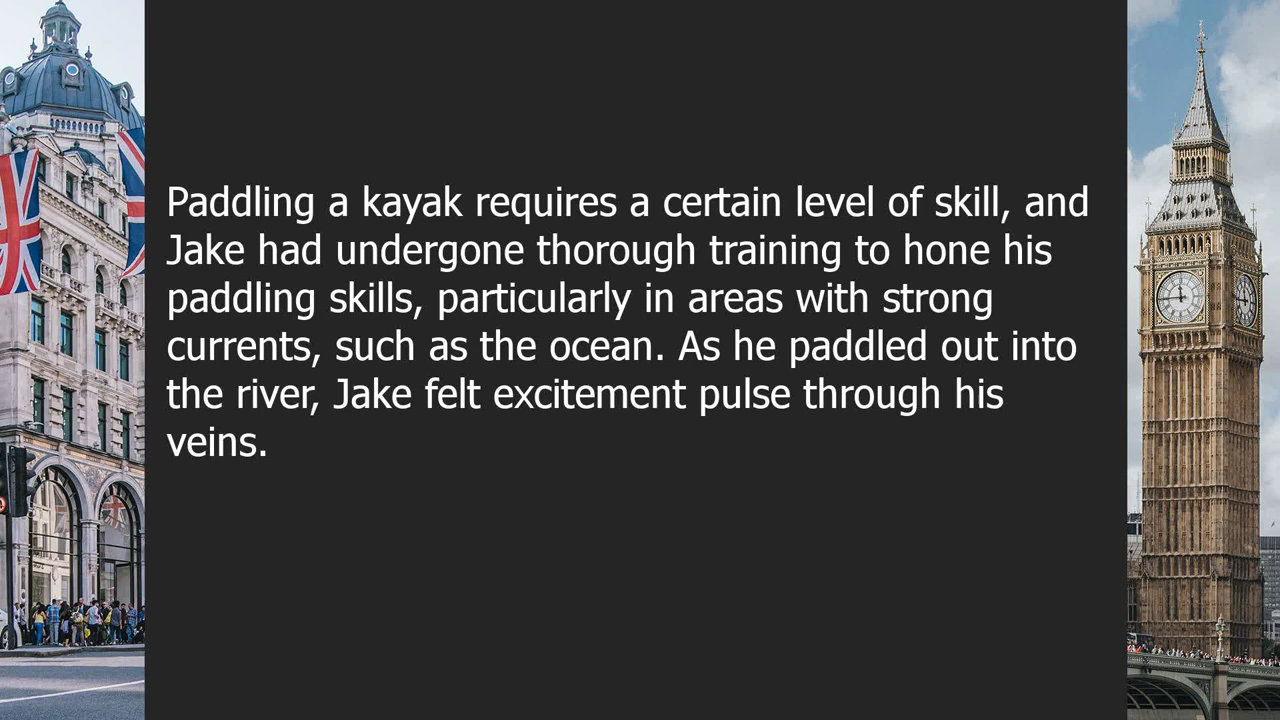 Paddling a kayak requires a certain level of skill, and
Jake had undergone thorough training to hone his
paddling skills, particularly in areas with strong
currents, such as the ocean. As he paddled out into
the river, Jake felt excitement pulse through his
veins.